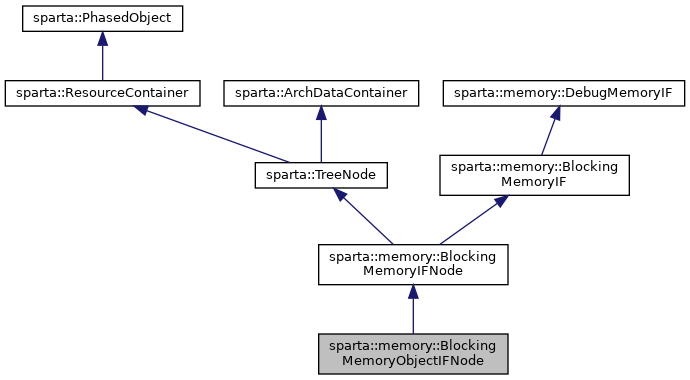 sparta::PhasedObject
sparta::ResourceContainer
sparta::ArchDataContainer
sparta::memory::DebugMemoryIF
sparta::TreeNode
sparta::memory::Blocking
MemoryIF
sparta::memory::Blocking
MemoryIFNode
sparta::memory::Blocking
MemoryObjectIFNode